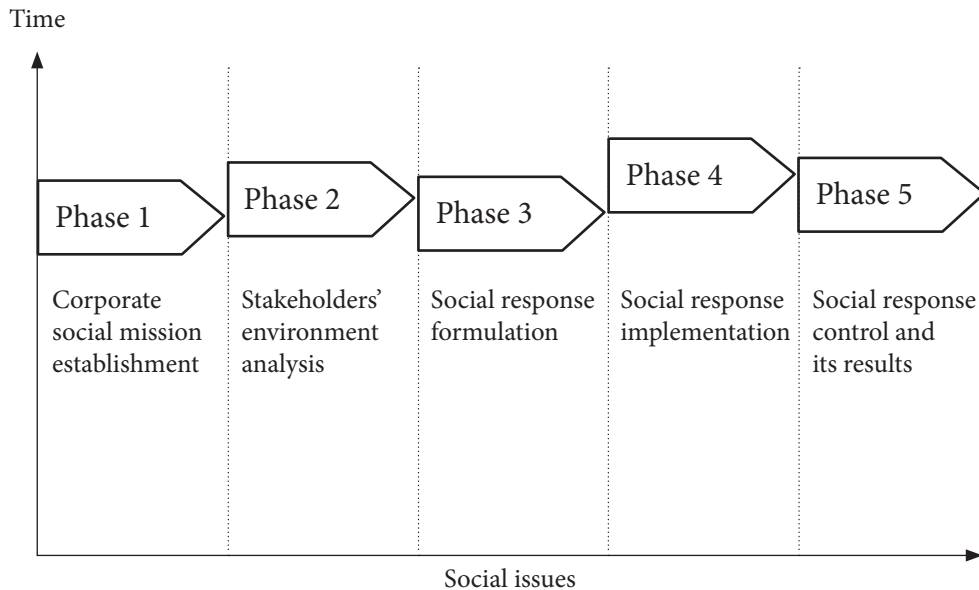 Time
Phase 1
Phase 2
Phase 3
Phase 4
Phase 5
Corporate
social mission
establishment
Stakeholders’
environment
analysis
Social response
formulation
Social response
implementation
Social response
control and
its results
Social issues